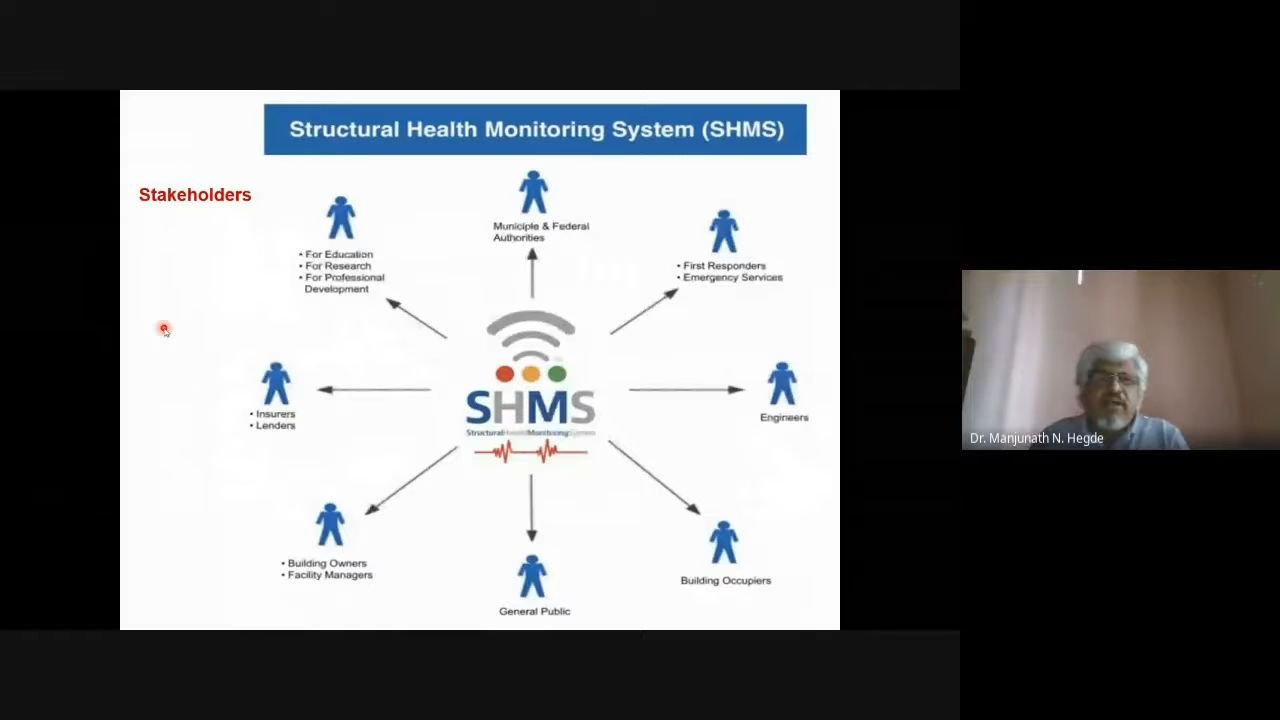 Structural Health Monitoring System (SHMS)
Stakeholders
Municiple & Federal
Authorities
• For Education
• For Research
• For Professional
Development
• First Responders
• Emergency Services
SHMS
StructuralHealthMonitoringSystem
• Insurers
• Lenders
Engineers
• Building Owners
• Facility Managers
General Public
Building Occupiers
Dr. Manjunath N. Hegde